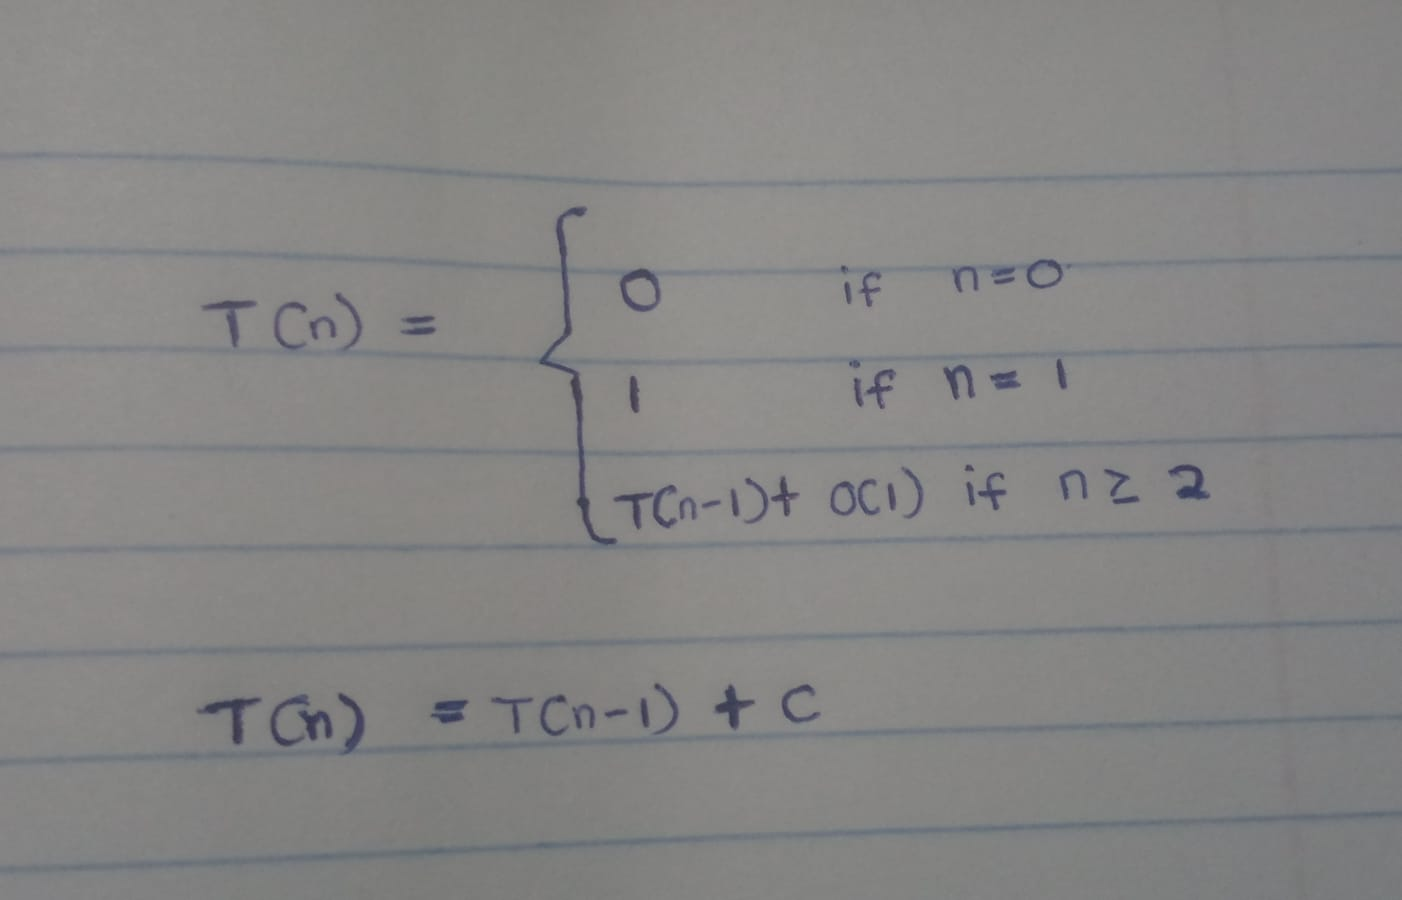 T(n) = { 0 if n=0
1 if n=1
T(n-1)+ O(1) if n≥2
T(n) = T(n-1) + C